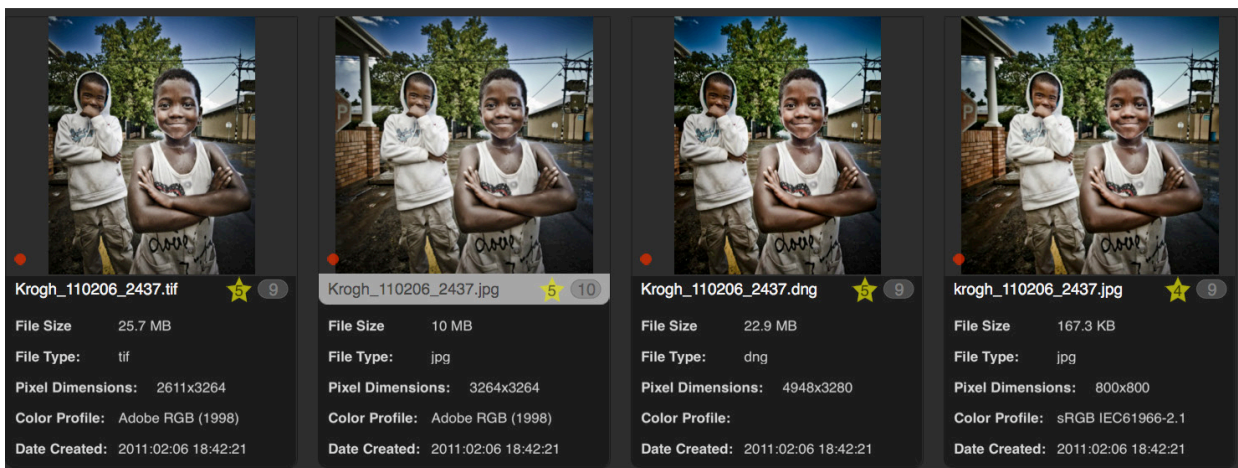 Krogh_110206_2437.tif 5 9
File Size 25.7 MB
File Type: tif
Pixel Dimensions: 2611x3264
Color Profile: Adobe RGB (1998)
Date Created: 2011:02:06 18:42:21
Krogh_110206_2437.jpg 5 10
File Size 10 MB
File Type: jpg
Pixel Dimensions: 3264x3264
Color Profile: Adobe RGB (1998)
Date Created: 2011:02:06 18:42:21
Krogh_110206_2437.dng 5 9
File Size 22.9 MB
File Type: dng
Pixel Dimensions: 4948x3280
Color Profile:
Date Created: 2011:02:06 18:42:21
P
krogh_110206_2437.jpg 4 9
File Size 167.3 KB
File Type: jpg
Pixel Dimensions: 800x800
Color Profile: sRGB IEC61966-2.1
Date Created: 2011:02:06 18:42:21